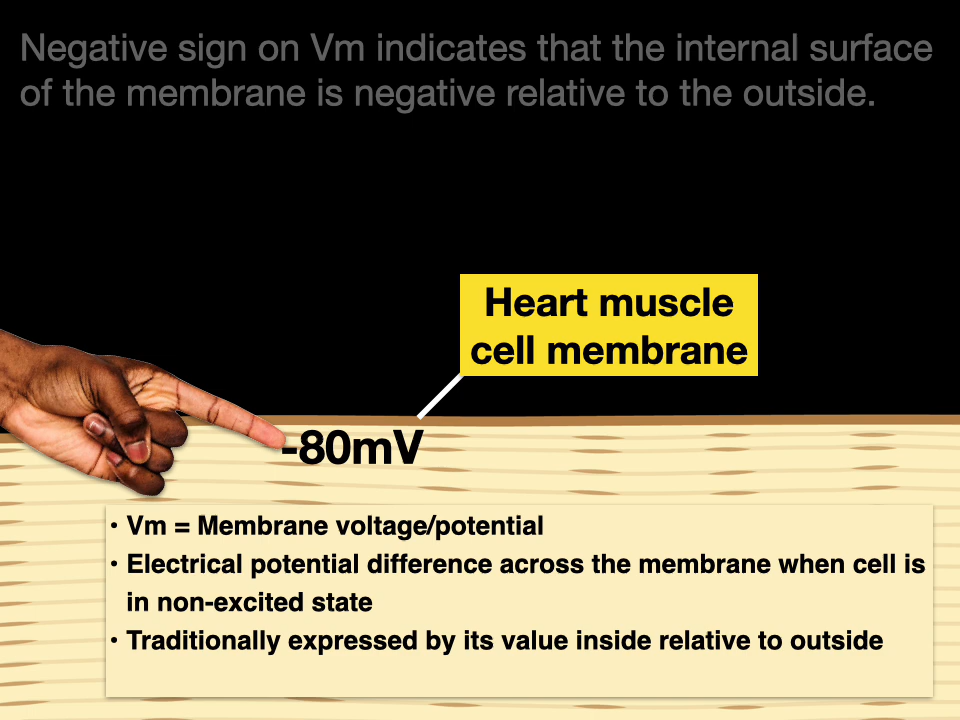 Negative sign on Vm indicates that the internal surface
of the membrane is negative relative to the outside.
Heart muscle
cell membrane
-80mV
• Vm = Membrane voltage/potential
• Electrical potential difference across the membrane when cell is
in non-excited state
• Traditionally expressed by its value inside relative to outside